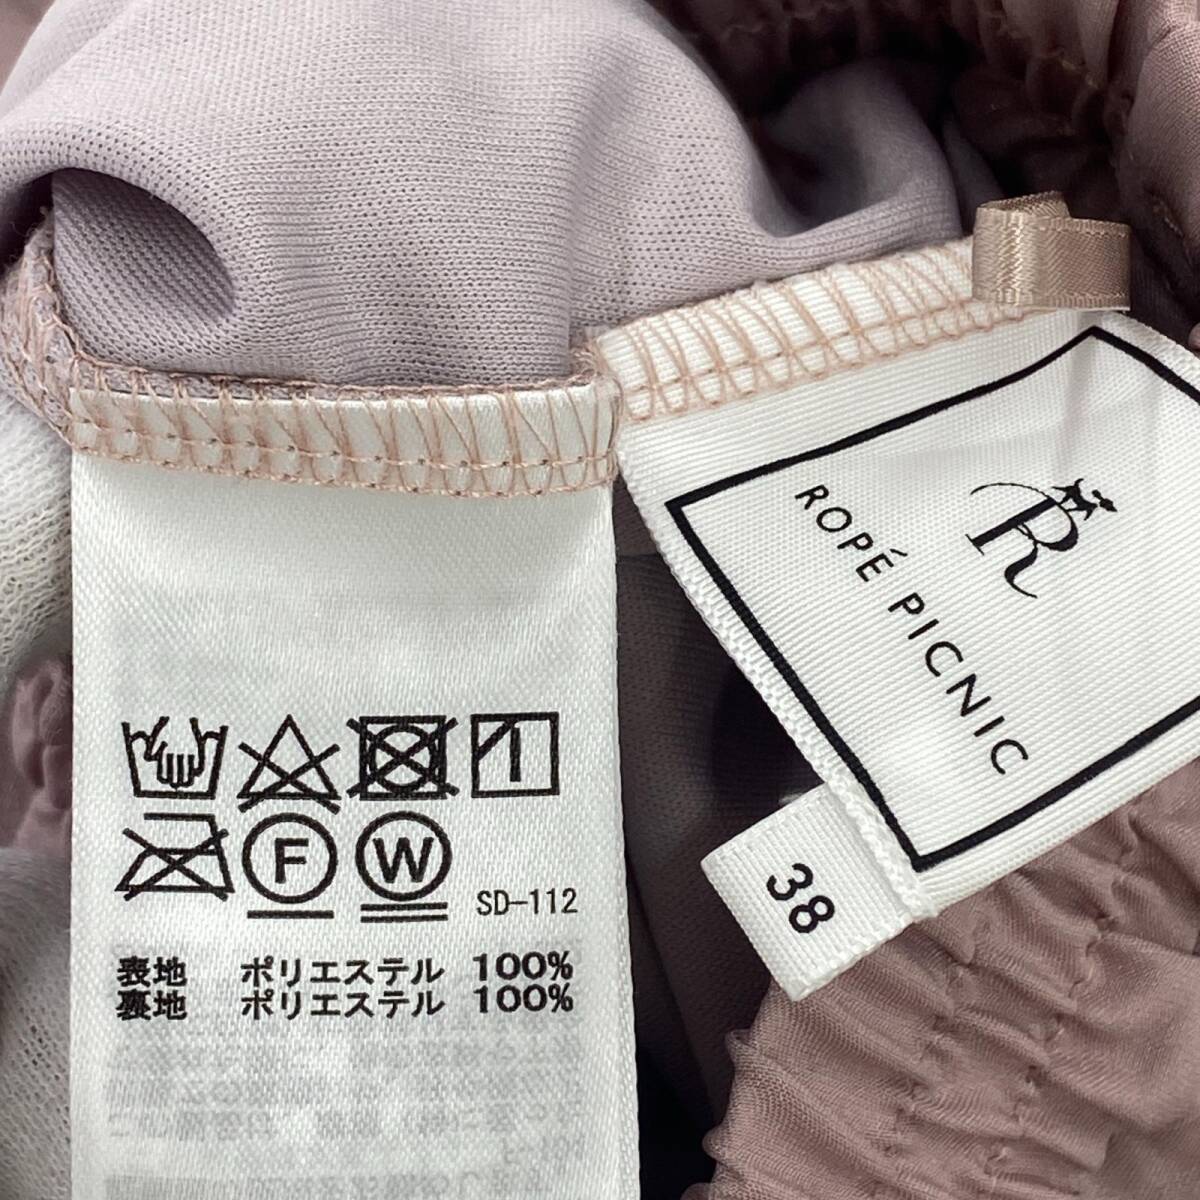 F W SD-112
表地 ポリエステル 100%
裏地 ポリエステル 100%
R
ROPÉ PICNIC
38